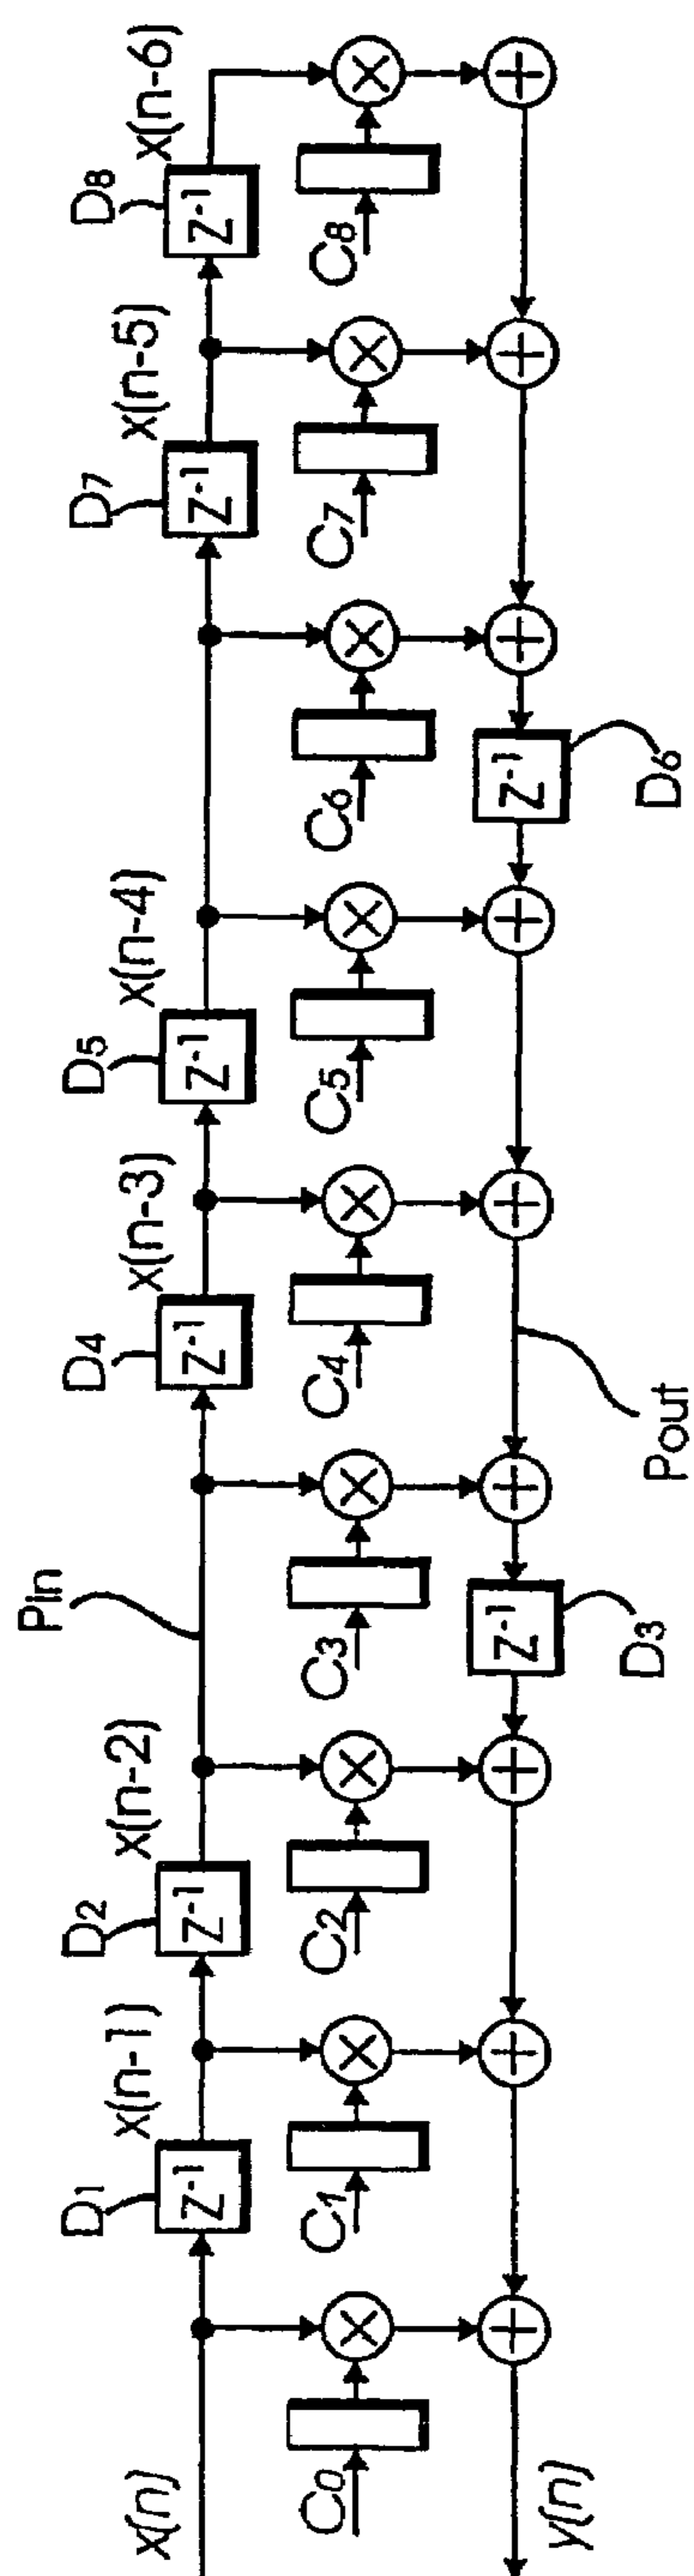 x(n-6)
D8
Z-1
C8
x(n-5)
D7
Z-1
C7
C6
Z-1
D6
x(n-4)
D5
Z-1
C5
x(n-3)
D4
Z-1
C4
Pout
Pin
C3
Z-1
D3
x(n-2)
D2
Z-1
C2
x(n-1)
D1
Z-1
C1
x(n)
C0
y(n)